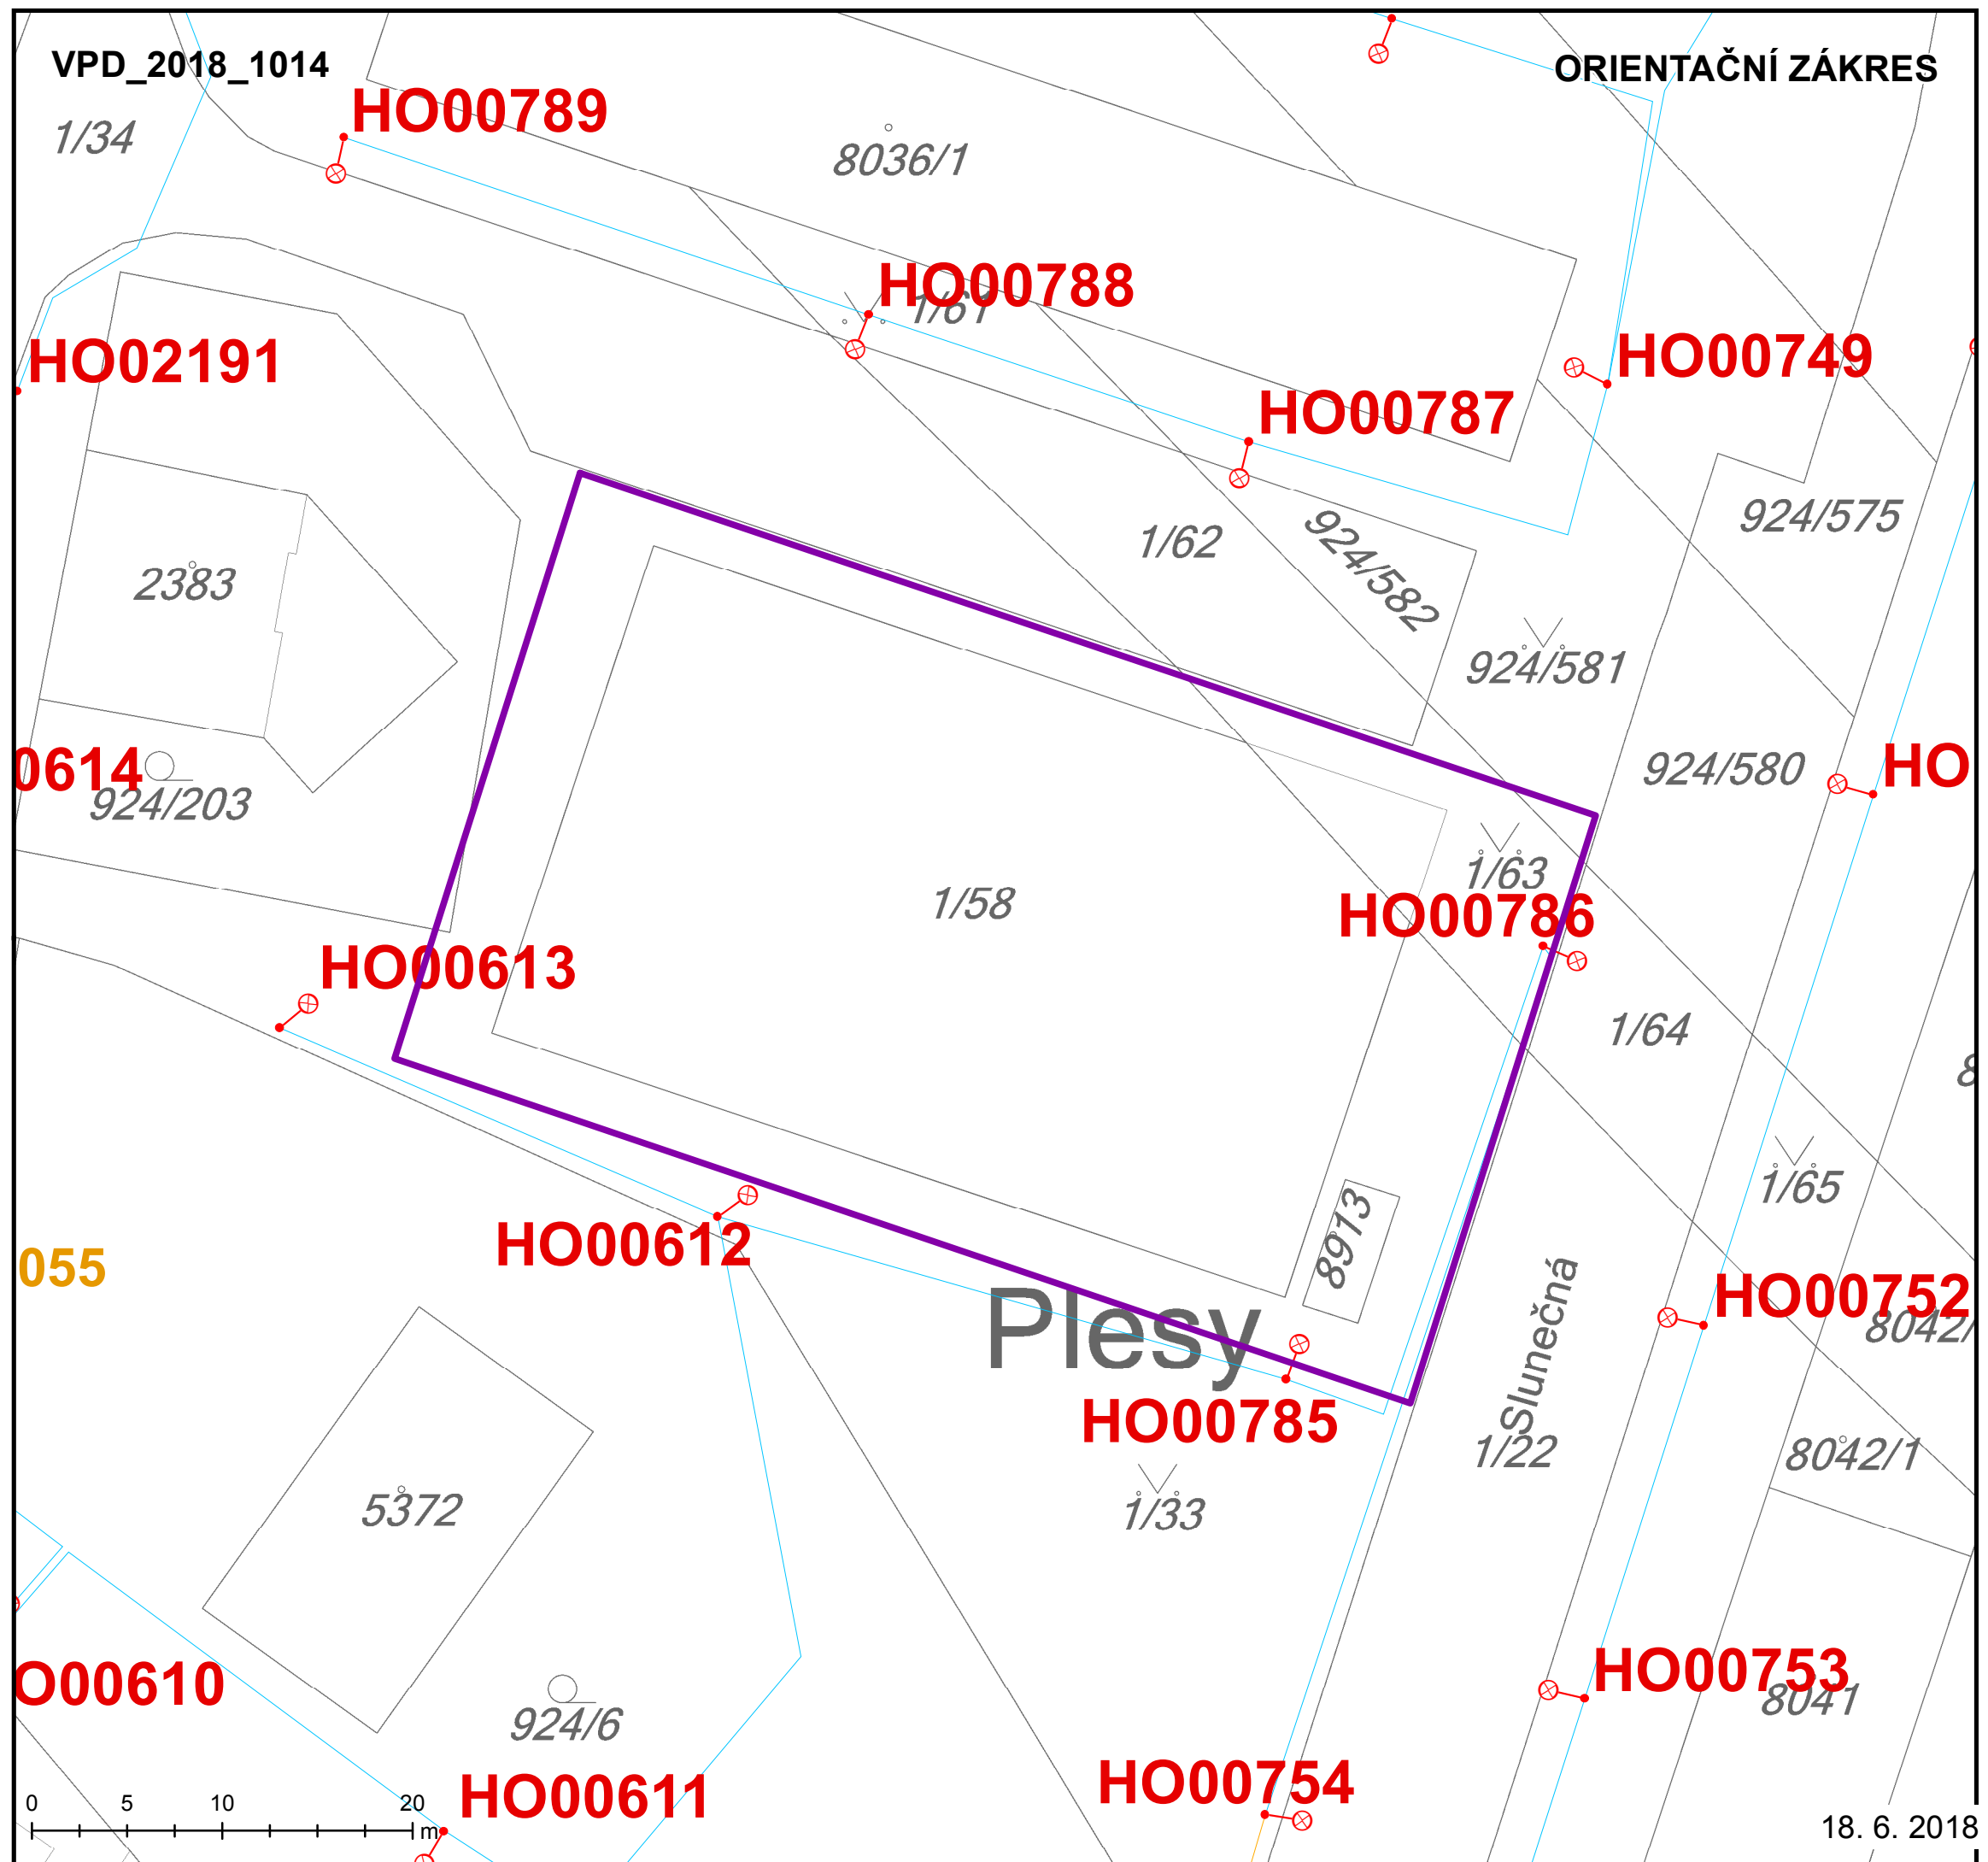 VPD_2018_1014
ORIENTAČNÍ ZÁKRES
HO00789
1/34
8036/1
HO00788
1/61
HO02191
HO00749
HO00787
924/575
1/62
924/582
2383
924/581
0614
924/203
924/580
HO
1/63
1/58
HO00786
HO00613
1/64
8
1/65
8913
HO00612
055
Plesy
Slunečná
HO00752
8042/
HO00785
1/22
8042/1
5372
1/33
O00610
HO00753
8041
924/6
HO00754
HO00611
0 5 10 20
m
18. 6. 2018